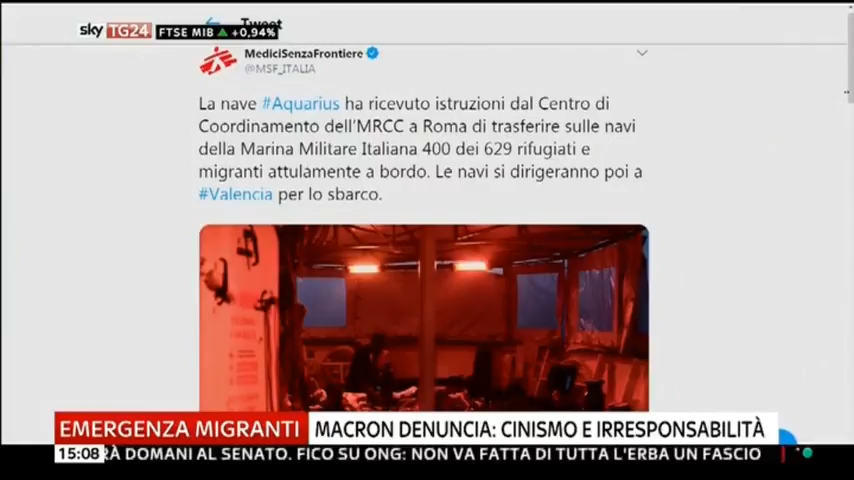 Tweet
sky TG24 FTSE MIB ▲ +0,94%
MediciSenzaFrontiere
@MSF_ITALIA
La nave #Aquarius ha ricevuto istruzioni dal Centro di
Coordinamento dell'MRCC a Roma di trasferire sulle navi
della Marina Militare Italiana 400 dei 629 rifugiati e
migranti attulamente a bordo. Le navi si dirigeranno poi a
#Valencia per lo sbarco.
EMERGENZA MIGRANTI MACRON DENUNCIA: CINISMO E IRRESPONSABILITÀ
15:08 RÀ DOMANI AL SENATO. FICO SU ONG: NON VA FATTA DI TUTTA L'ERBA UN FASCIO